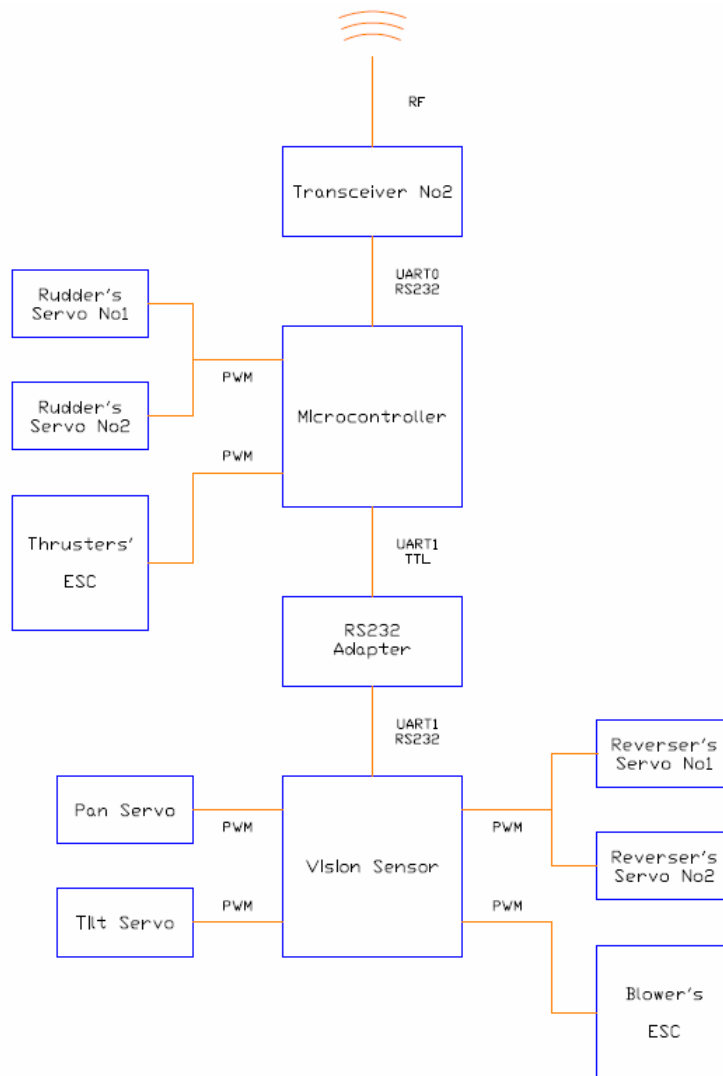 RF
Transceiver No2
UART0
RS232
Rudder's
Servo No1
PWM
Rudder's
Servo No2
Microcontroller
PWM
Thrusters'
ESC
UART1
TTL
RS232
Adapter
UART1
RS232
Reverser's
Servo No1
Pan Servo
PWM
Vision Sensor
PWM
Reverser's
Servo No2
Tilt Servo
PWM
PWM
Blower's
ESC